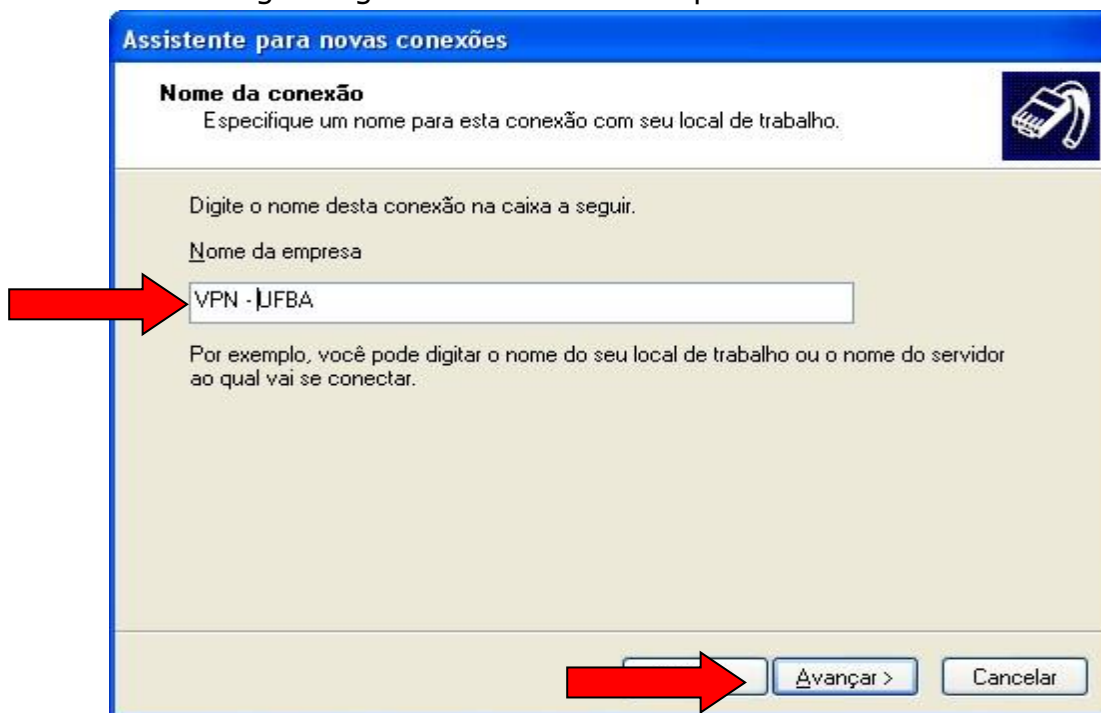 Assistente para novas conexões
Nome da conexão
Especifique um nome para esta conexão com seu local de trabalho.
Digite o nome desta conexão na caixa a seguir.
Nome da empresa
VPN - UFBA
Por exemplo, você pode digitar o nome do seu local de trabalho ou o nome do servidor
ao qual vai se conectar.
Avançar >
Cancelar